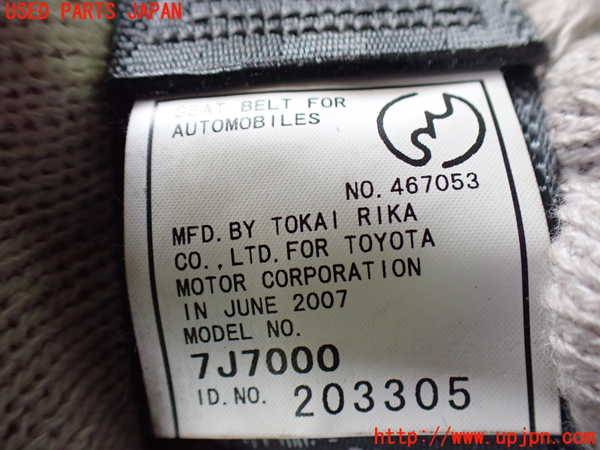 USED PARTS JAPAN
SEAT BELT FOR
AUTOMOBILES
NO. 467053
MFD. BY TOKAI RIKA
CO., LTD. FOR TOYOTA
MOTOR CORPORATION
IN JUNE 2007
MODEL NO.
7J7000
ID. NO. 203305
http://www.upjpn.com/